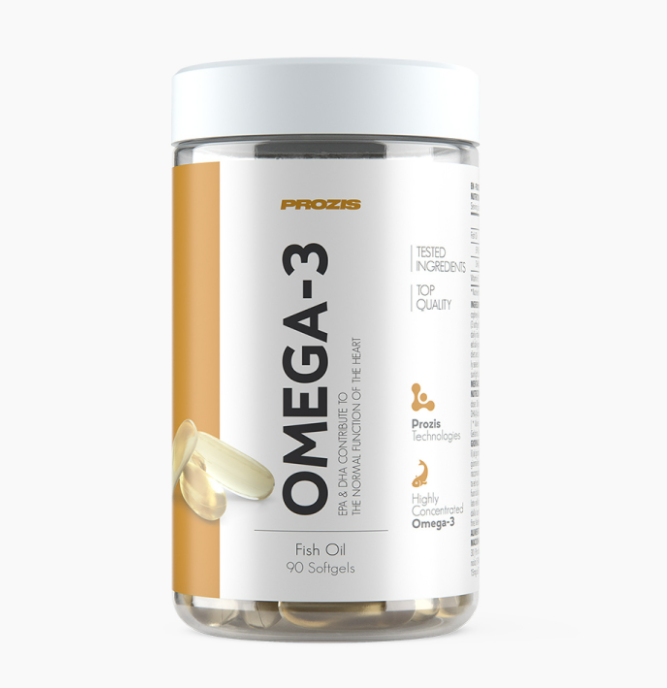 PROZIS
OMEGA-3
EPA & DHA CONTRIBUTE TO
THE NORMAL FUNCTION OF THE HEART
TESTED
INGREDIENTS
TOP
QUALITY
Prozis
Technologies
Highly
Concentrated
Omega-3
Fish Oil
90 Softgels